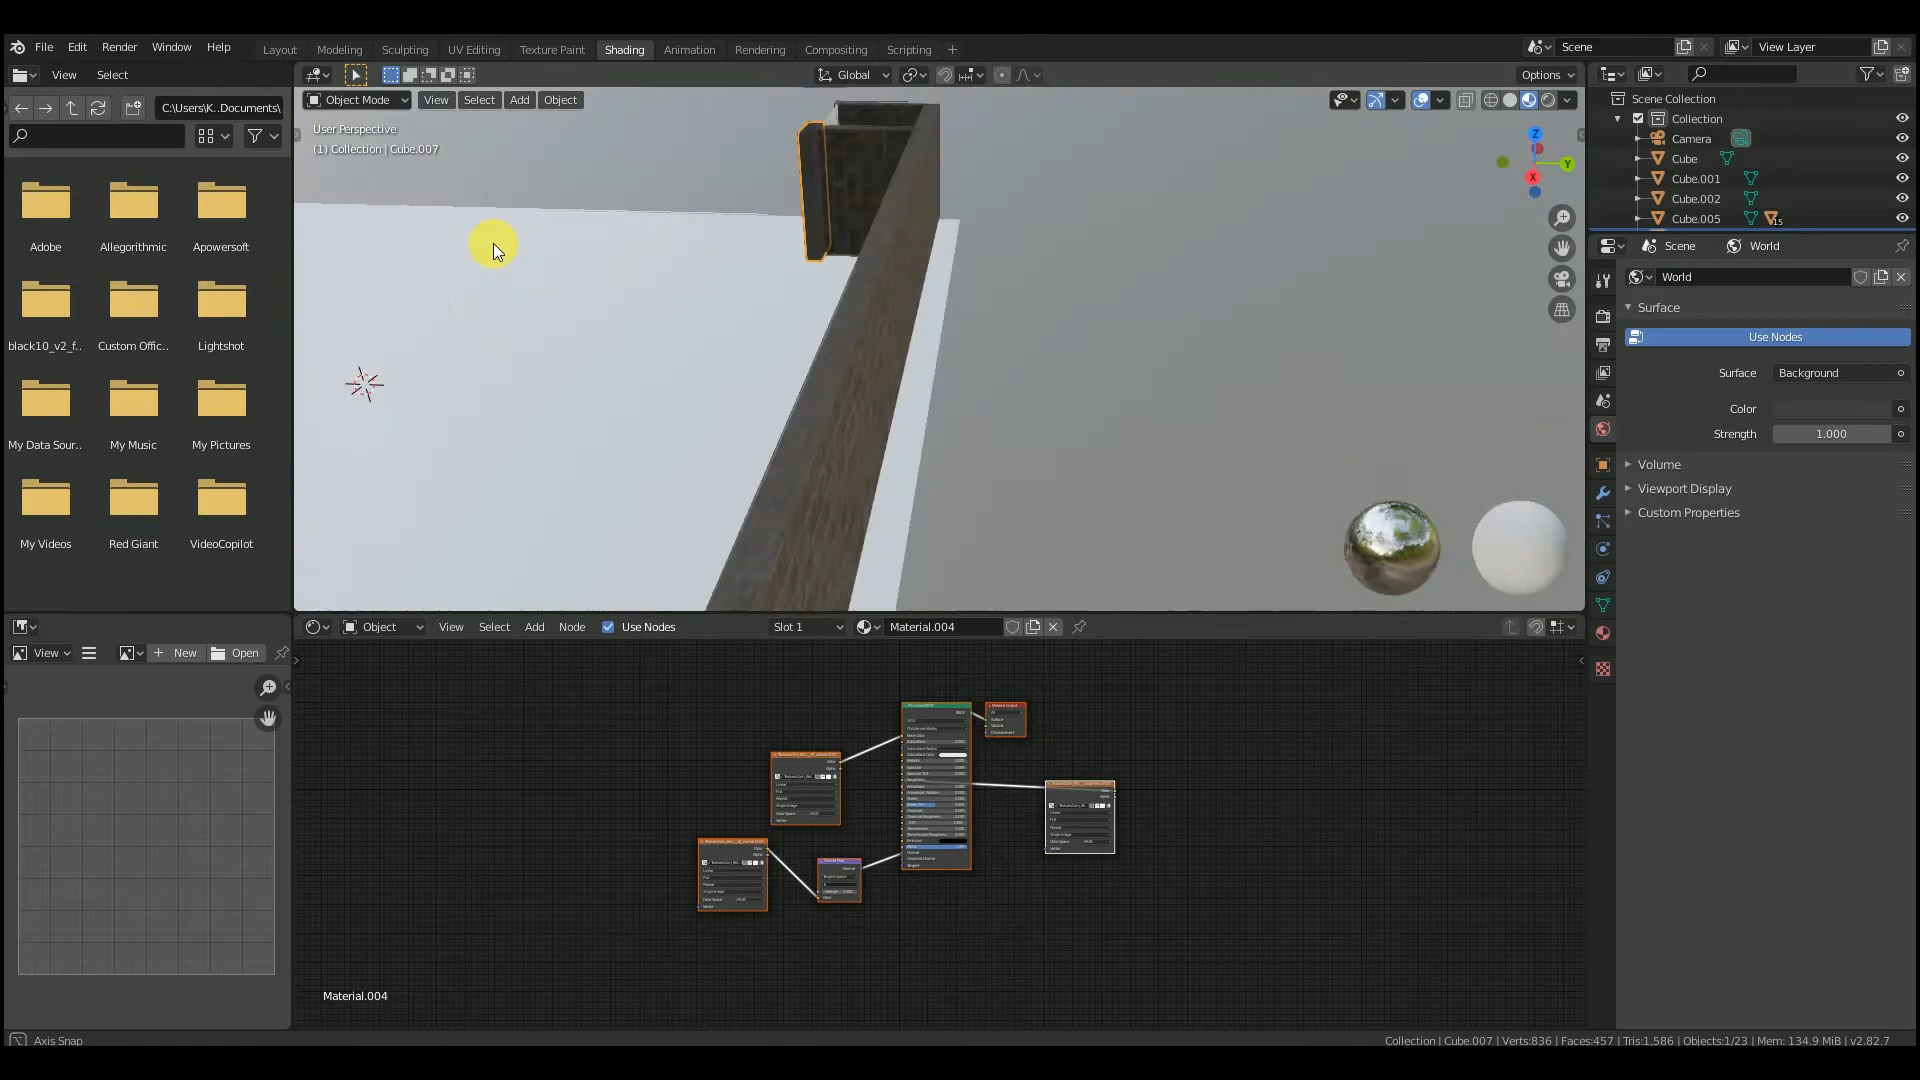 File Edit Render Window Help
Layout Modeling Sculpting UV Editing Texture Paint Shading Animation Rendering Compositing Scripting
Scene
View Layer
View Select
Global
Options
C:\Users\K..Documents\
Object Mode View Select Add Object
User Perspective
(1) Collection | Cube.007
Z
Y
X
Scene Collection
Collection
Camera
Cube
Cube.001
Cube.002
Cube.005
15
Scene World
World
Surface
Use Nodes
Surface Background
Color
Strength 1.000
Volume
Viewport Display
Custom Properties
Adobe Allegorithmic Apowersoft
black10_v2_f.. Custom Offic.. Lightshot
My Data Sour.. My Music My Pictures
My Videos Red Giant VideoCopilot
Object View Select Add Node Use Nodes Slot 1 Material.004
View New Open
Material.004
Axis Snap
Collection | Cube.007 | Verts:836 | Faces:457 | Tris:1,586 | Objects:1/23 | Mem: 134.9 MiB | v2.82.7